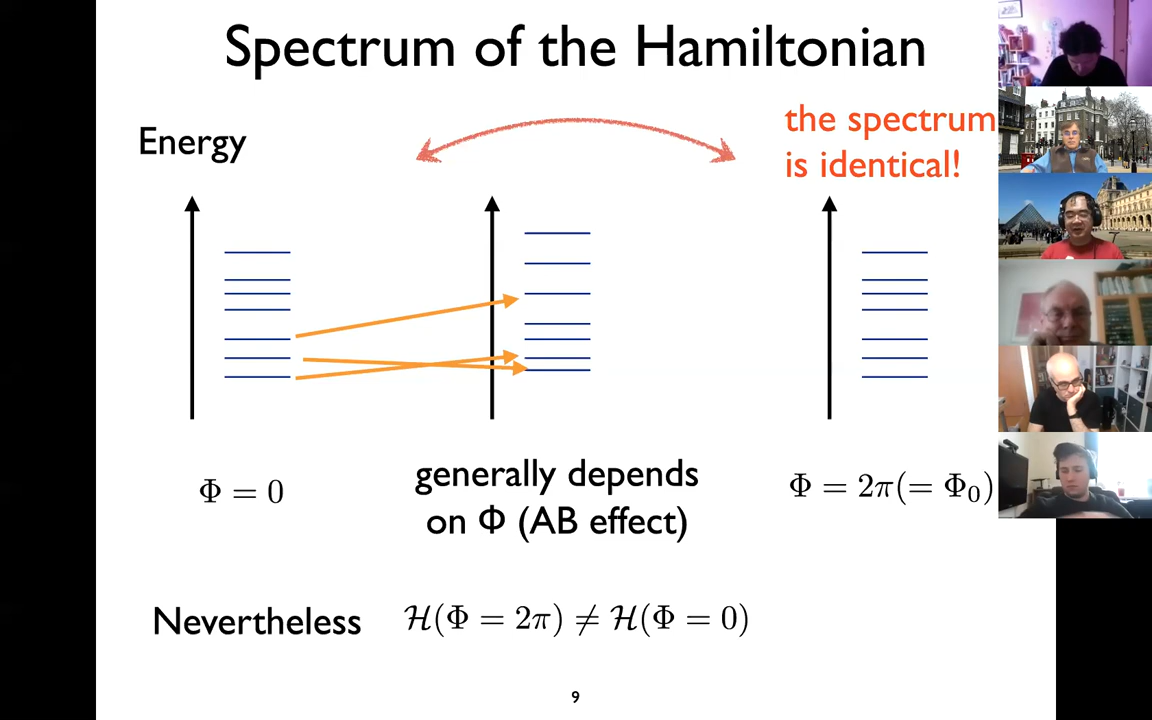 Spectrum of the Hamiltonian
Energy
the spectrum
is identical!
Φ = 0
generally depends
on Φ (AB effect)
Φ = 2π(= Φ₀)
Nevertheless
ℋ(Φ = 2π) ≠ ℋ(Φ = 0)
9